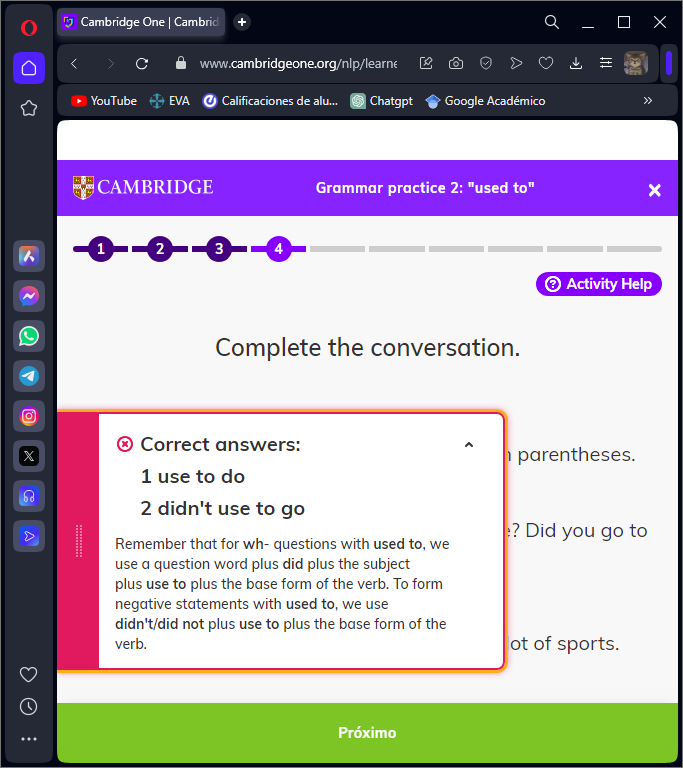 Cambridge One | Cambrid
www.cambridgeone.org/nlp/learne
YouTube
EVA
Calificaciones de alu...
Chatgpt
Google Académico
CAMBRIDGE
Grammar practice 2: "used to"
1
2
3
4
Activity Help
Complete the conversation.
parentheses.
? Did you go to
lot of sports.
Correct answers:
1 use to do
2 didn't use to go
Remember that for wh- questions with used to, we
use a question word plus did plus the subject
plus use to plus the base form of the verb. To form
negative statements with used to, we use
didn't/did not plus use to plus the base form of the
verb.
Próximo